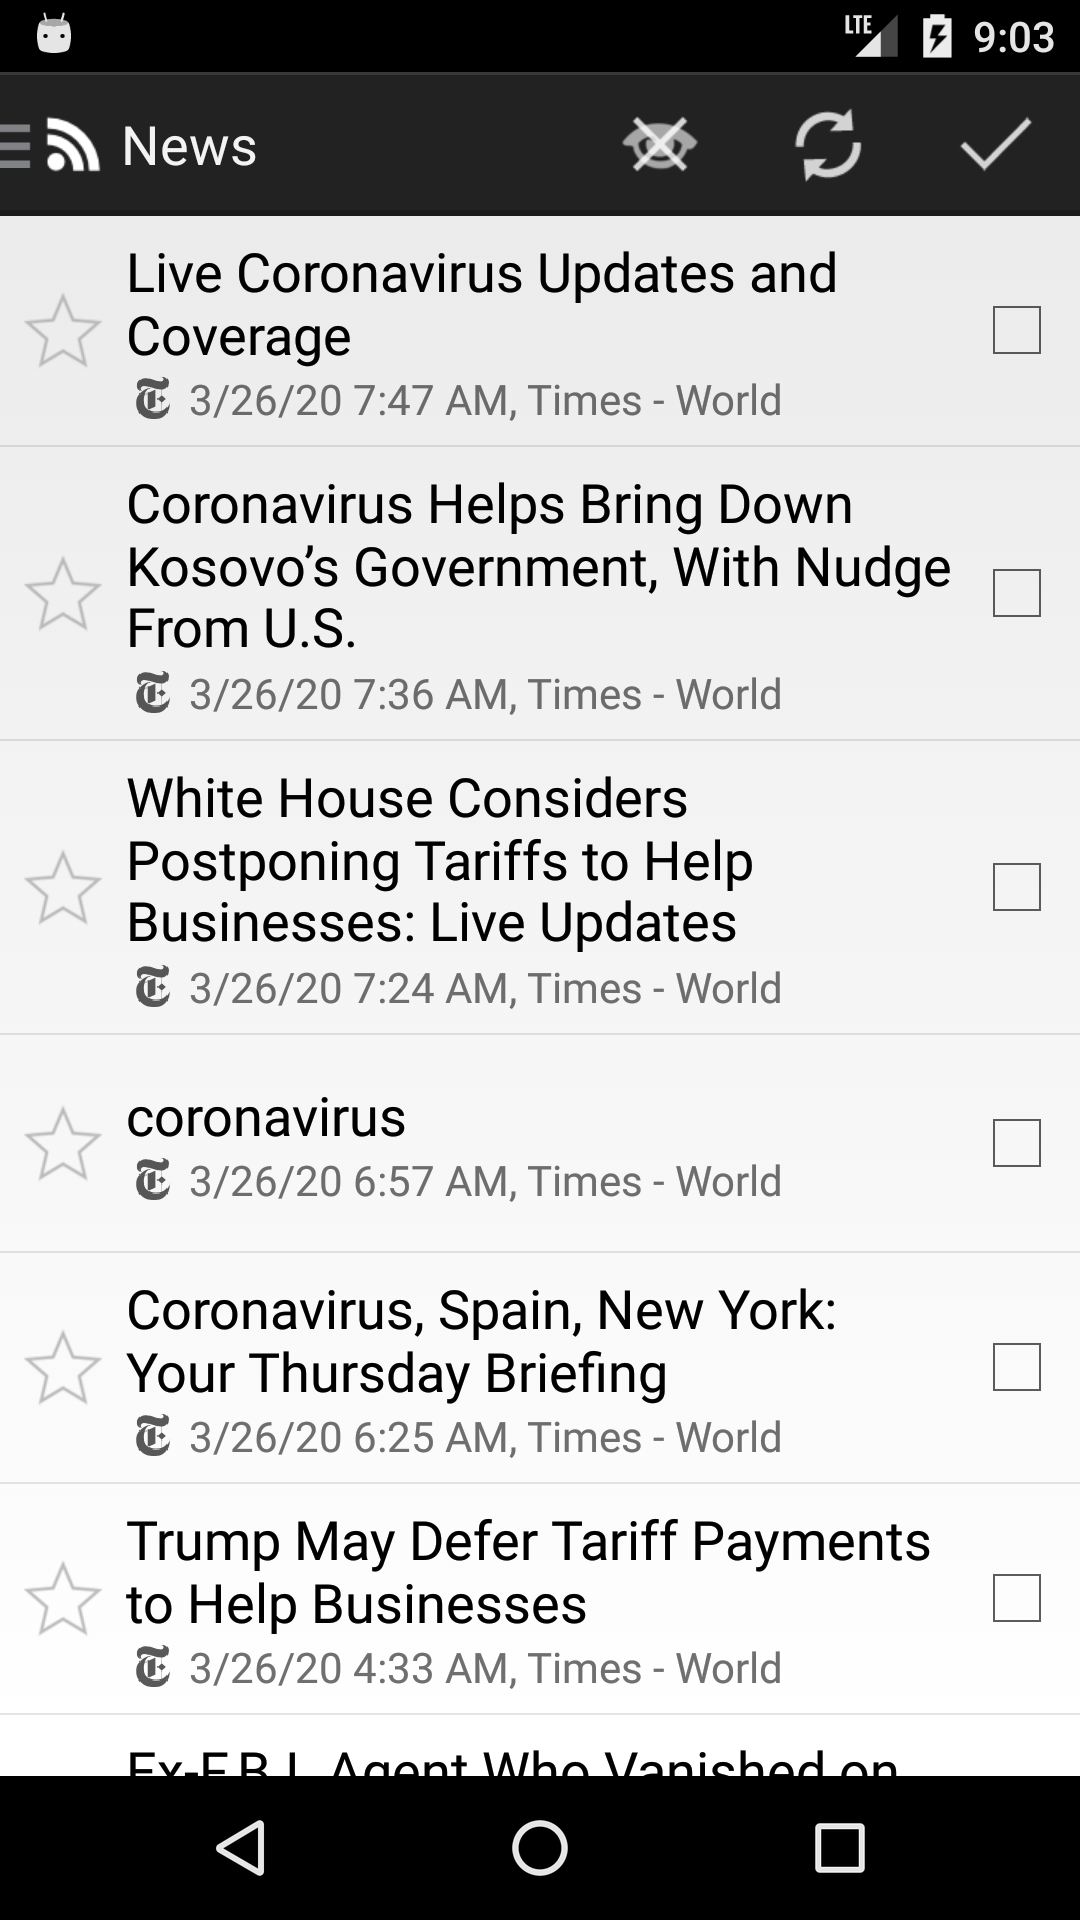 LTE 9:03
News
Live Coronavirus Updates and
Coverage
3/26/20 7:47 AM, Times - World
Coronavirus Helps Bring Down
Kosovo’s Government, With Nudge
From U.S.
3/26/20 7:36 AM, Times - World
White House Considers
Postponing Tariffs to Help
Businesses: Live Updates
3/26/20 7:24 AM, Times - World
coronavirus
3/26/20 6:57 AM, Times - World
Coronavirus, Spain, New York:
Your Thursday Briefing
3/26/20 6:25 AM, Times - World
Trump May Defer Tariff Payments
to Help Businesses
3/26/20 4:33 AM, Times - World
Ex-F.B.I. Agent Who Vanished on